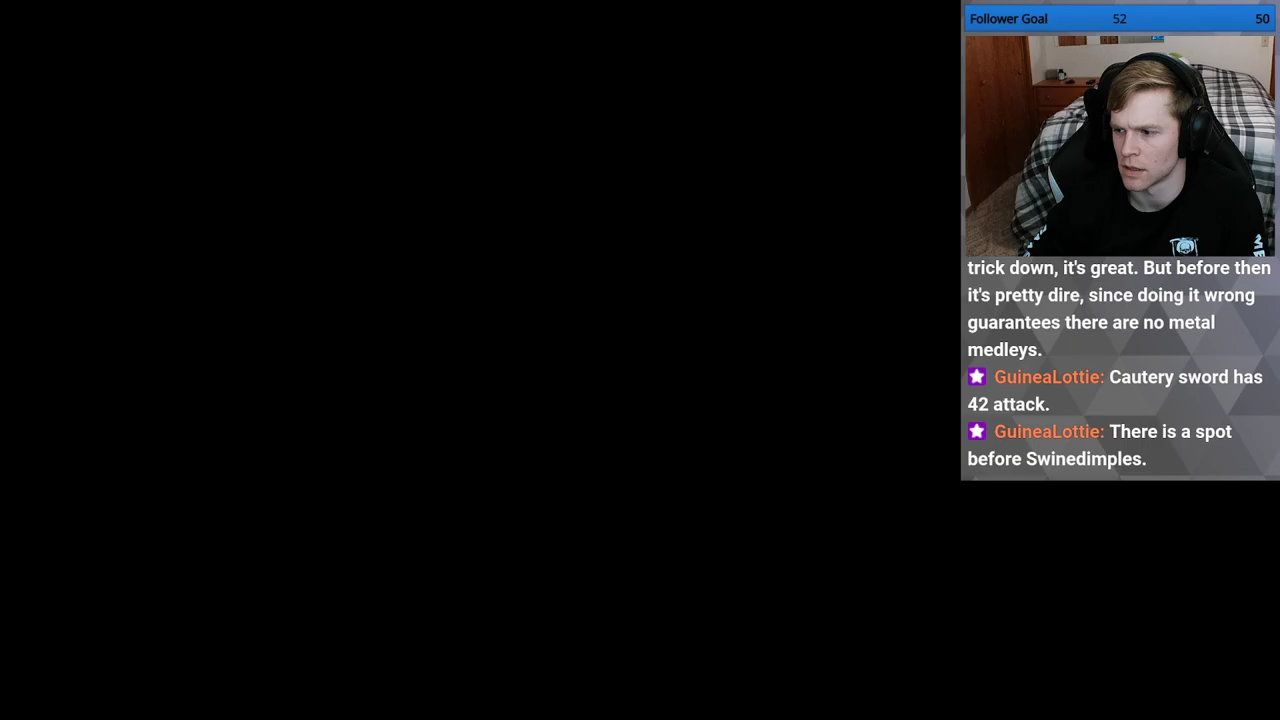 Follower Goal 52 50
trick down, it's great. But before then
it's pretty dire, since doing it wrong
guarantees there are no metal
medleys.
GuineaLottie: Cautery sword has
42 attack.
GuineaLottie: There is a spot
before Swinedimples.